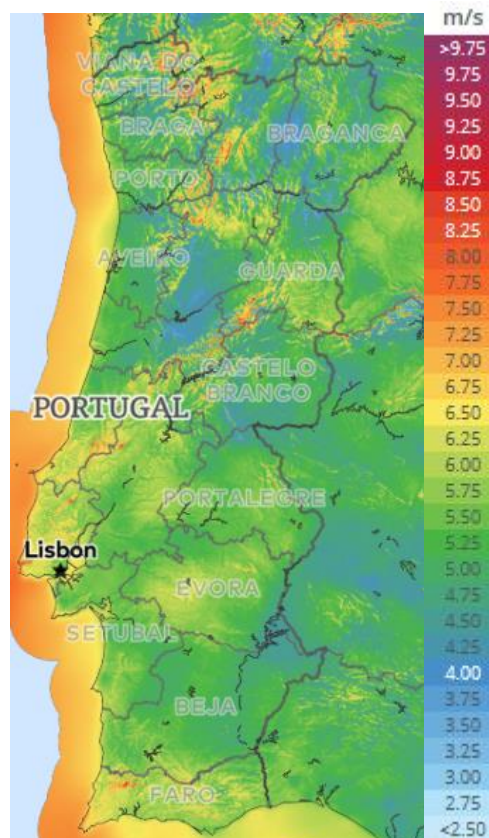 m/s
>9.75
9.75
9.50
9.25
9.00
8.75
8.50
8.25
8.00
7.75
7.50
7.25
7.00
6.75
6.50
6.25
6.00
5.75
5.50
5.25
5.00
4.75
4.50
4.25
4.00
3.75
3.50
3.25
3.00
2.75
<2.50
VIANA DO
CASTELO
BRAGA
BRAGANCA
PORTO
AVEIRO
GUARDA
CASTELO
BRANCO
PORTUGAL
PORTALEGRE
Lisbon
EVORA
SETUBAL
BEJA
FARO